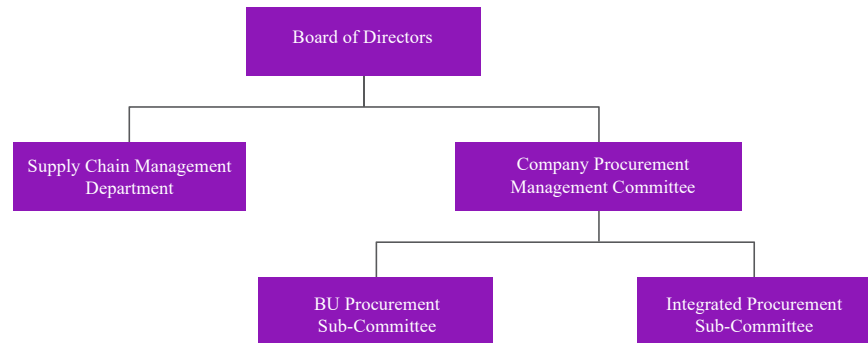 Board of Directors
Supply Chain Management
Department
Company Procurement
Management Committee
BU Procurement
Sub-Committee
Integrated Procurement
Sub-Committee